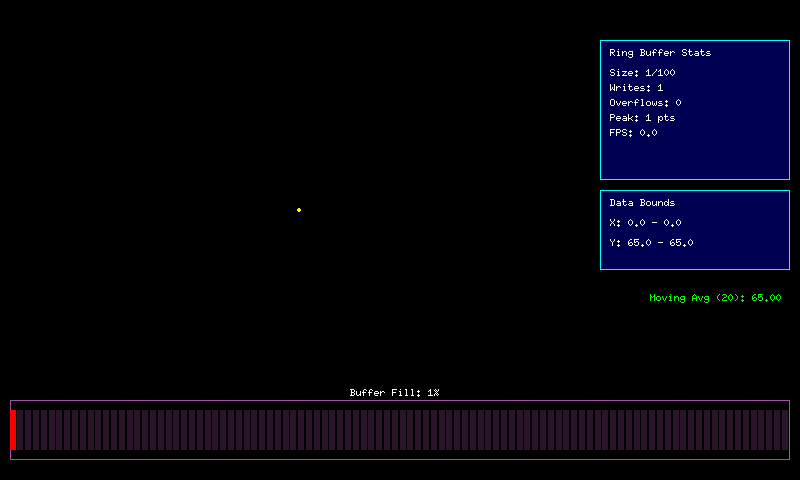 Ring Buffer Stats
Size: 1/100
Writes: 1
Overflows: 0
Peak: 1 pts
FPS: 0.0
Data Bounds
X: 0.0 - 0.0
Y: 65.0 - 65.0
Moving Avg (20): 65.00
Buffer Fill: 1%